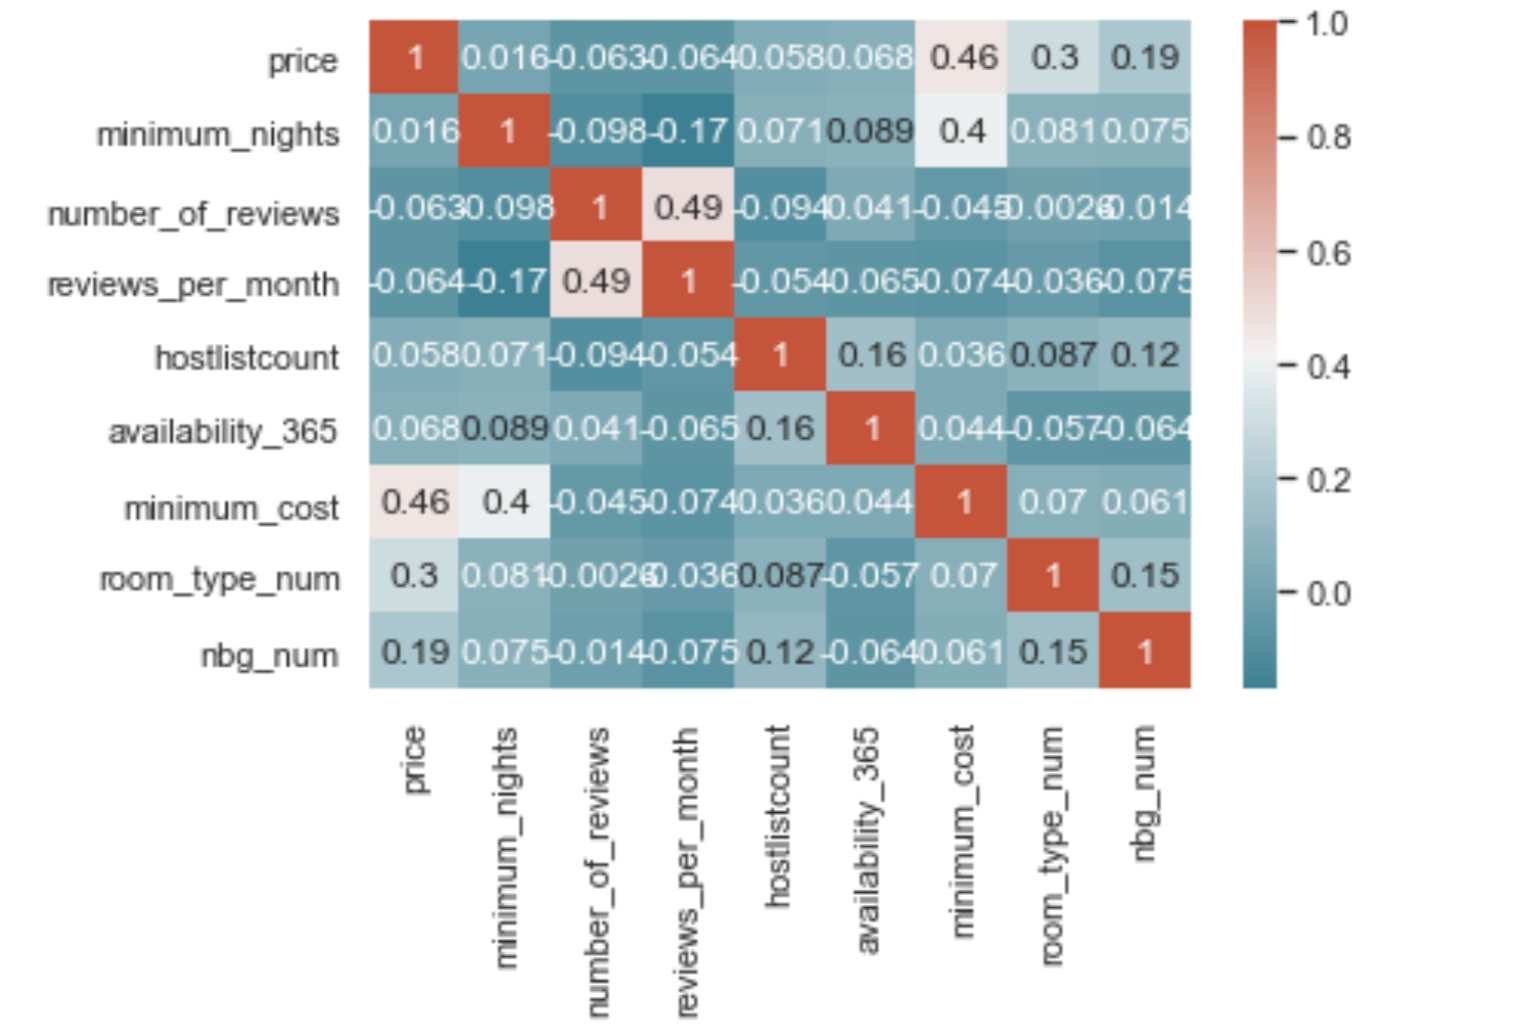 price 1 0.016 -0.063 -0.064 0.058 0.068 0.46 0.3 0.19
minimum_nights 0.016 1 -0.098 -0.17 0.071 0.089 0.4 0.081 0.075
number_of_reviews -0.063 -0.098 1 0.49 -0.094 0.041 -0.045 -0.0026 -0.014
reviews_per_month -0.064 -0.17 0.49 1 -0.054 -0.065 -0.074 -0.036 -0.075
hostlistcount 0.058 0.071 -0.094 -0.054 1 0.16 0.036 0.087 0.12
availability_365 0.068 0.089 0.041 -0.065 0.16 1 0.044 -0.057 -0.064
minimum_cost 0.46 0.4 -0.045 -0.074 0.036 0.044 1 0.07 0.061
room_type_num 0.3 0.081 -0.0026 -0.036 0.087 -0.057 0.07 1 0.15
nbg_num 0.19 0.075 -0.014 -0.075 0.12 -0.064 0.061 0.15 1
price
minimum_nights
number_of_reviews
reviews_per_month
hostlistcount
availability_365
minimum_cost
room_type_num
nbg_num
1.0
0.8
0.6
0.4
0.2
0.0